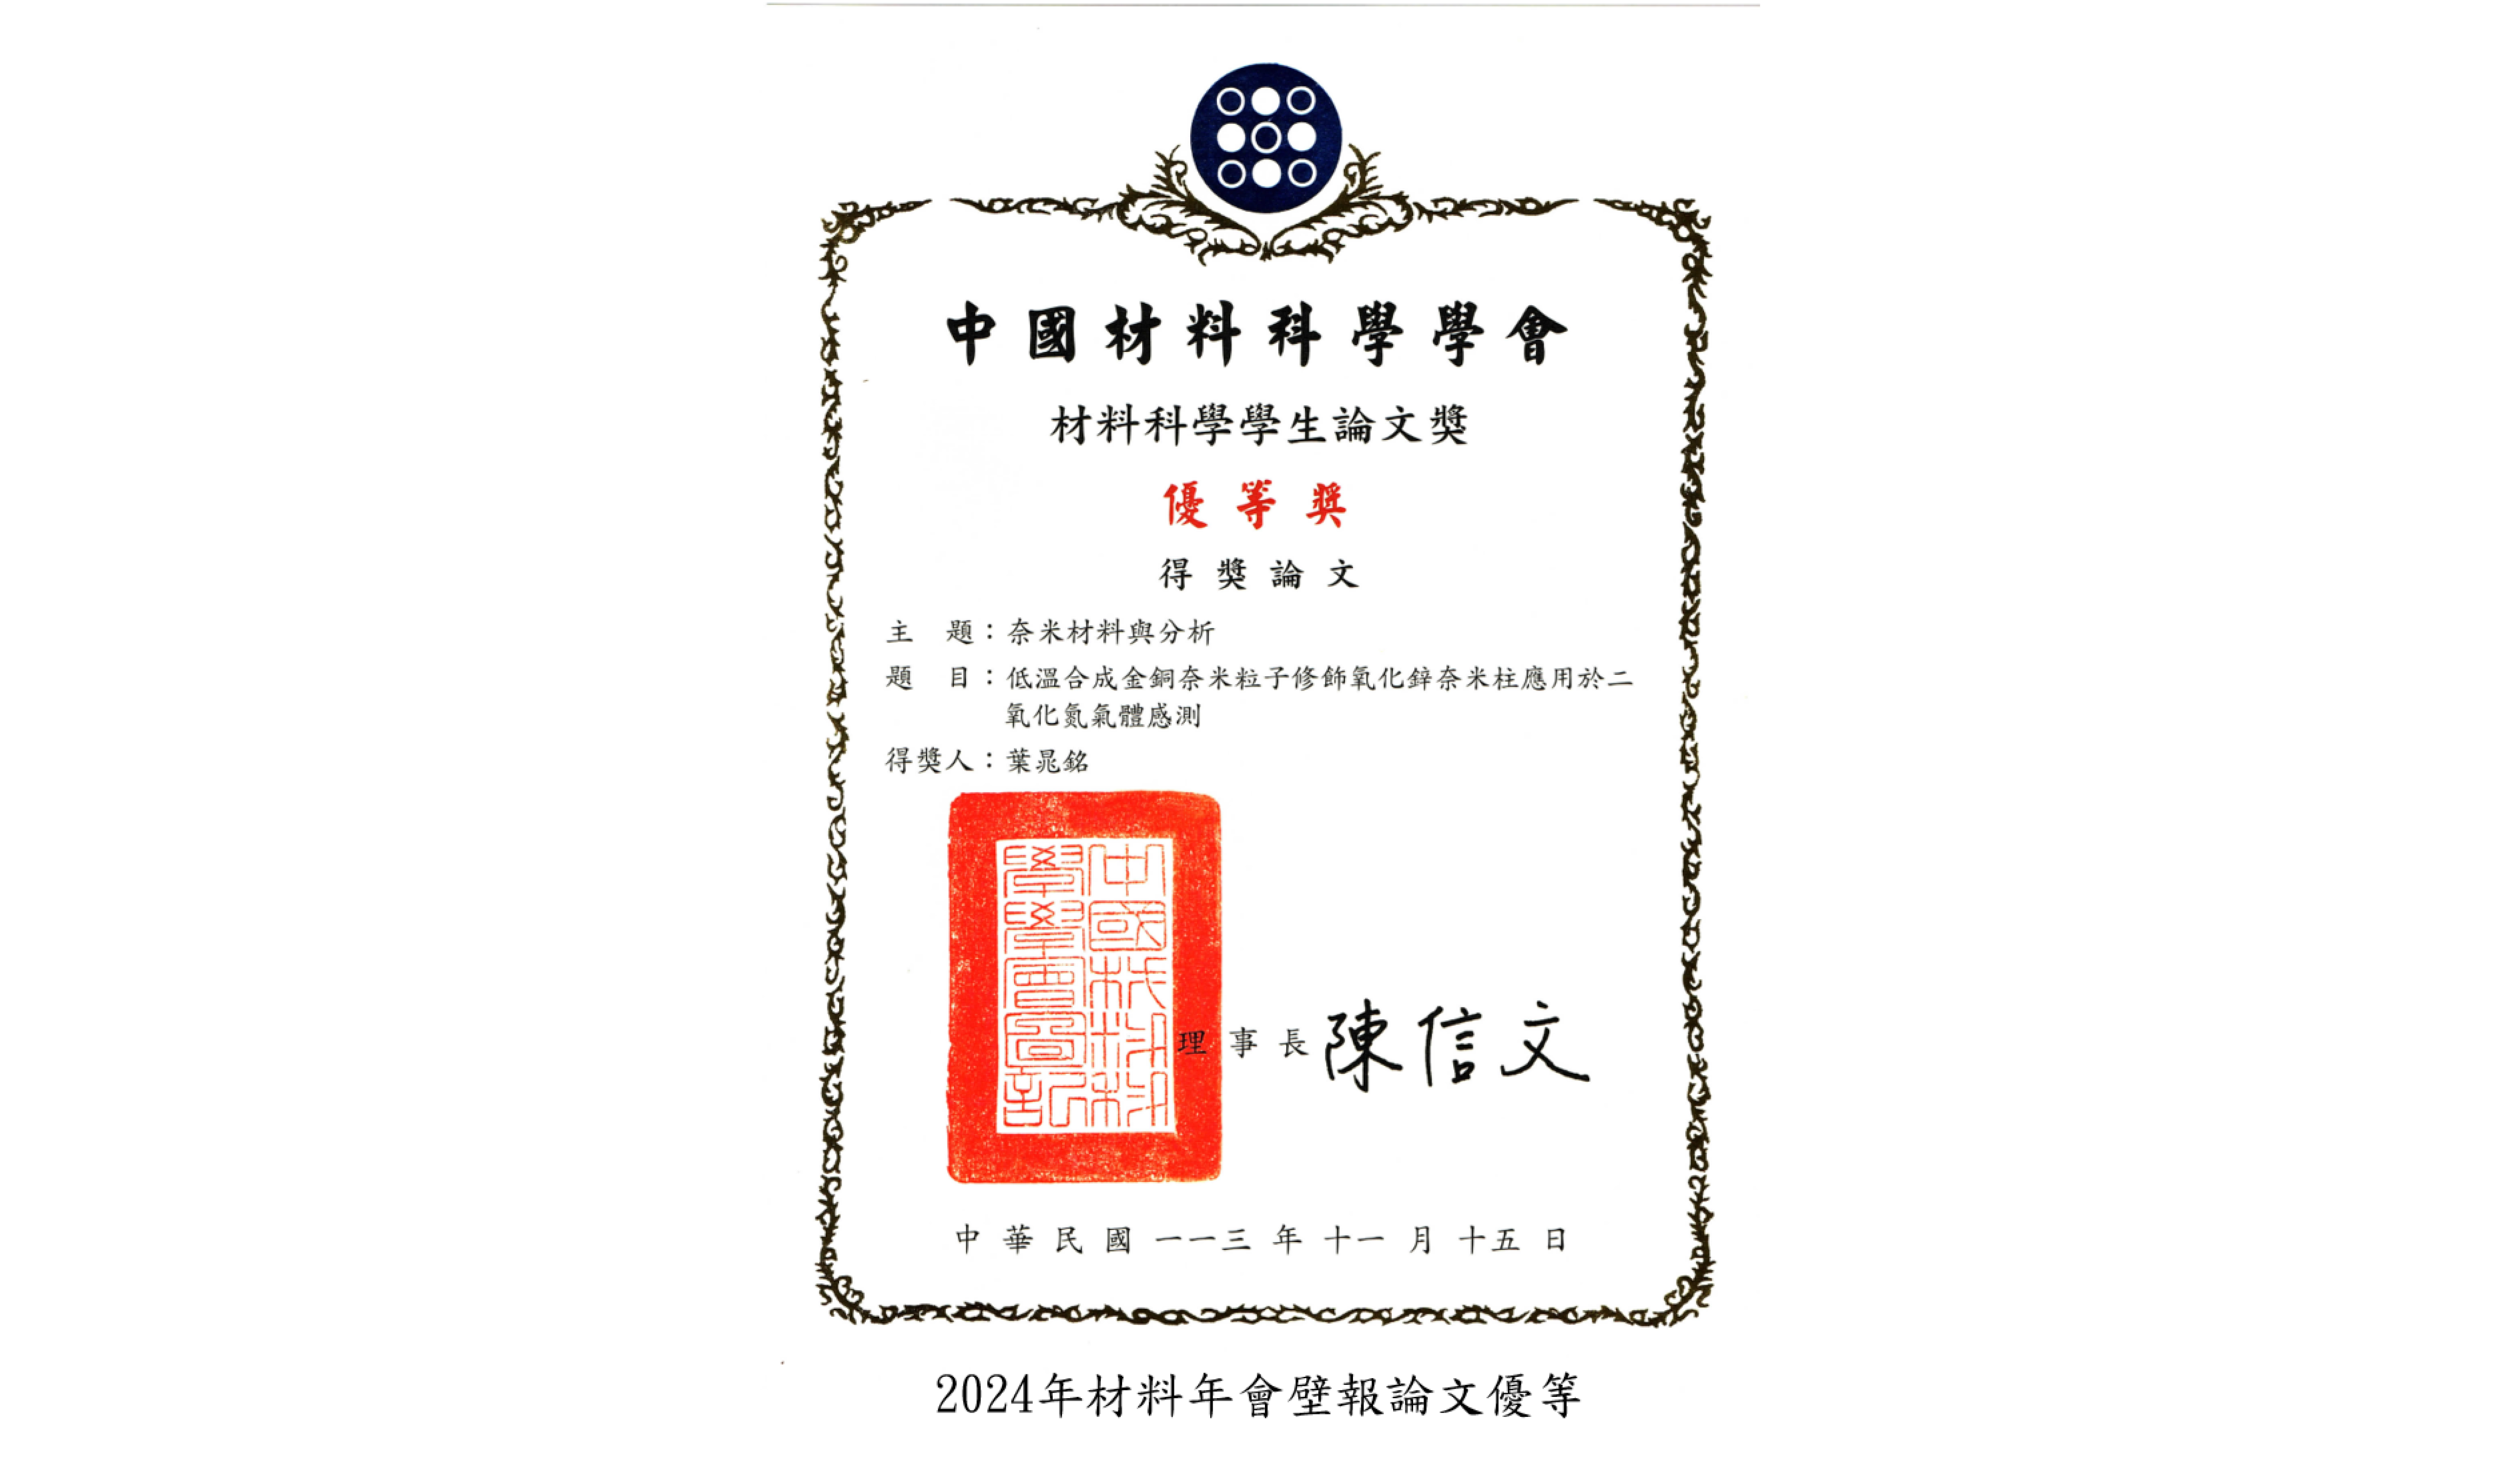 中國材料科學學會
材料科學學生論文獎
優等獎
得獎論文
主 題：奈米材料與分析
題 目：低溫合成金銅奈米粒子修飾氧化鋅奈米柱應用於二
氧化氮氣體感測
得獎人：葉晁銘
中國材料科
學學會圖記
理事長 陳信文
中華民國一一三年十一月十五日
2024年材料年會壁報論文優等